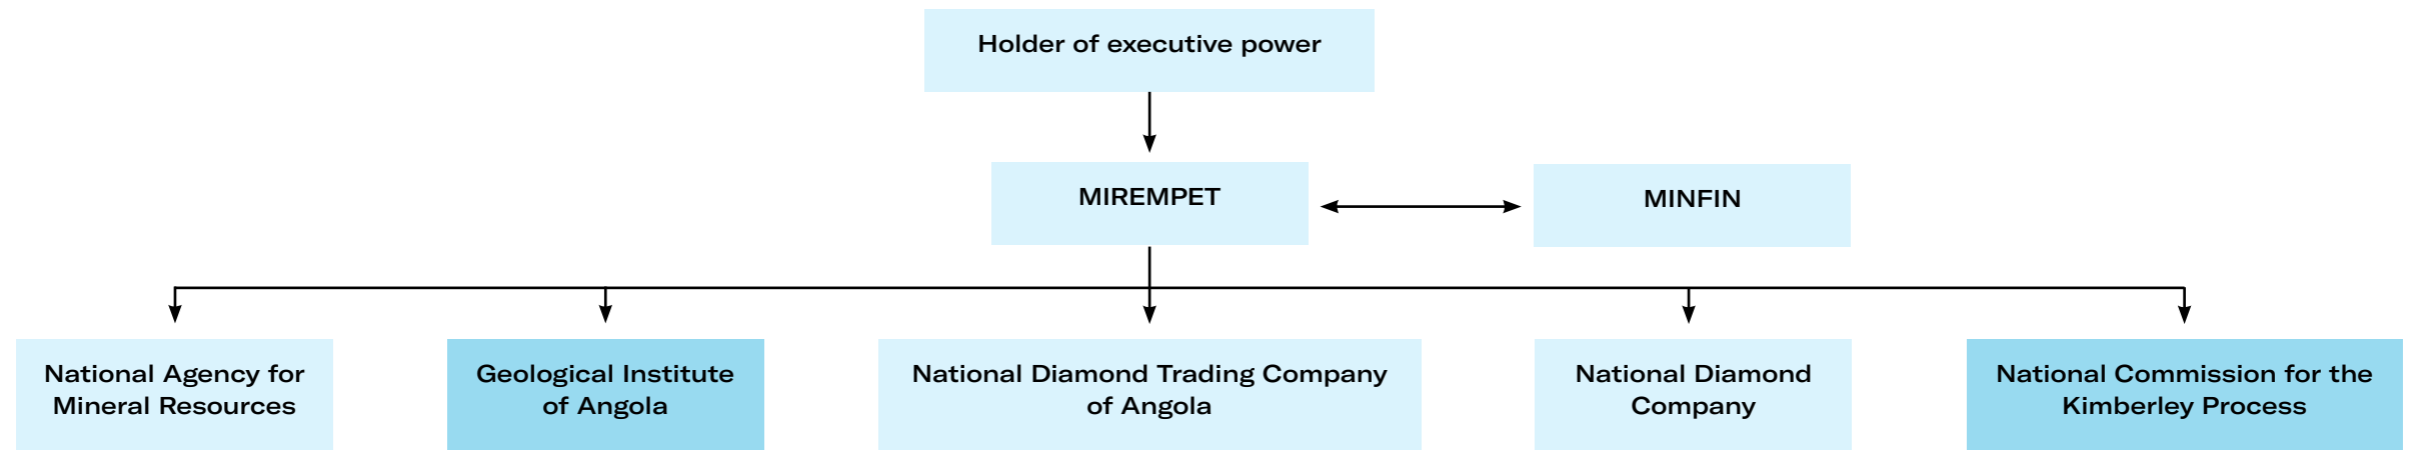 Holder of executive power
MIREMPET
MINFIN
National Agency for
Mineral Resources
Geological Institute
of Angola
National Diamond Trading Company
of Angola
National Diamond
Company
National Commission for the
Kimberley Process